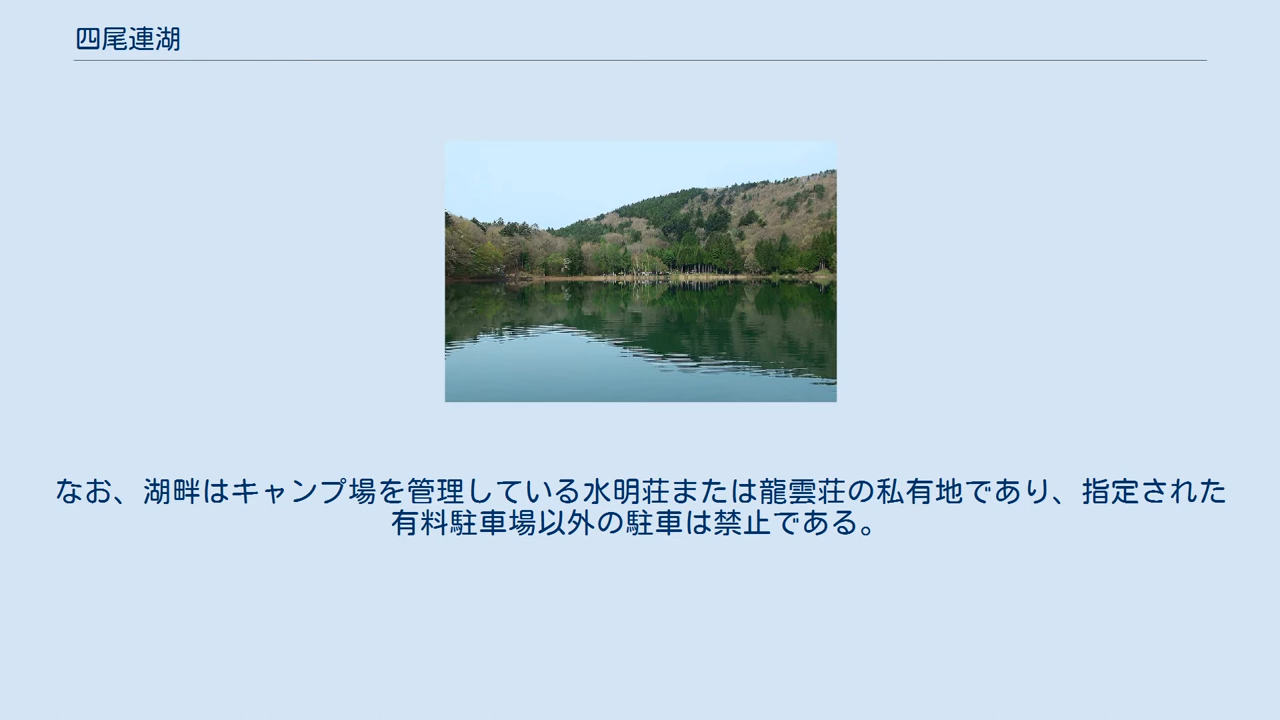 四尾連湖
なお、湖畔はキャンプ場を管理している水明荘または龍雲荘の私有地であり、指定された
有料駐車場以外の駐車は禁止である。